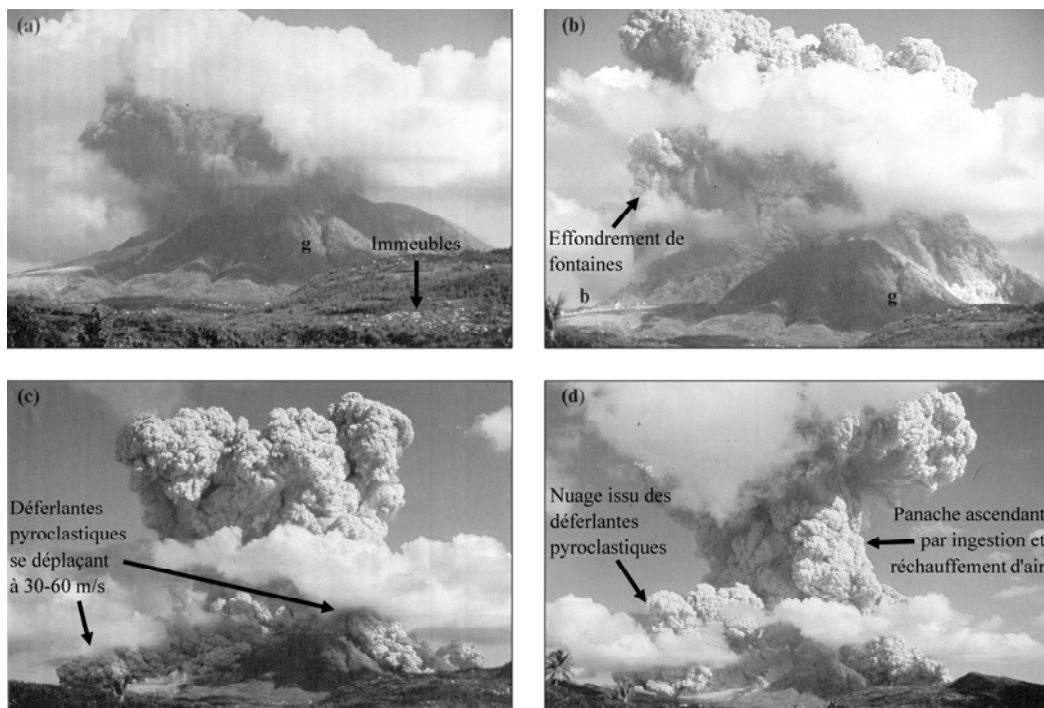 (a)
g
Immeubles
(b)
Effondrement de
fontaines
b
g
(c)
Déferlantes
pyroclastiques
se déplaçant
à 30-60 m/s
(d)
Nuage issu des
déferlantes
pyroclastiques
Panache ascendant
par ingestion et
réchauffement d'air